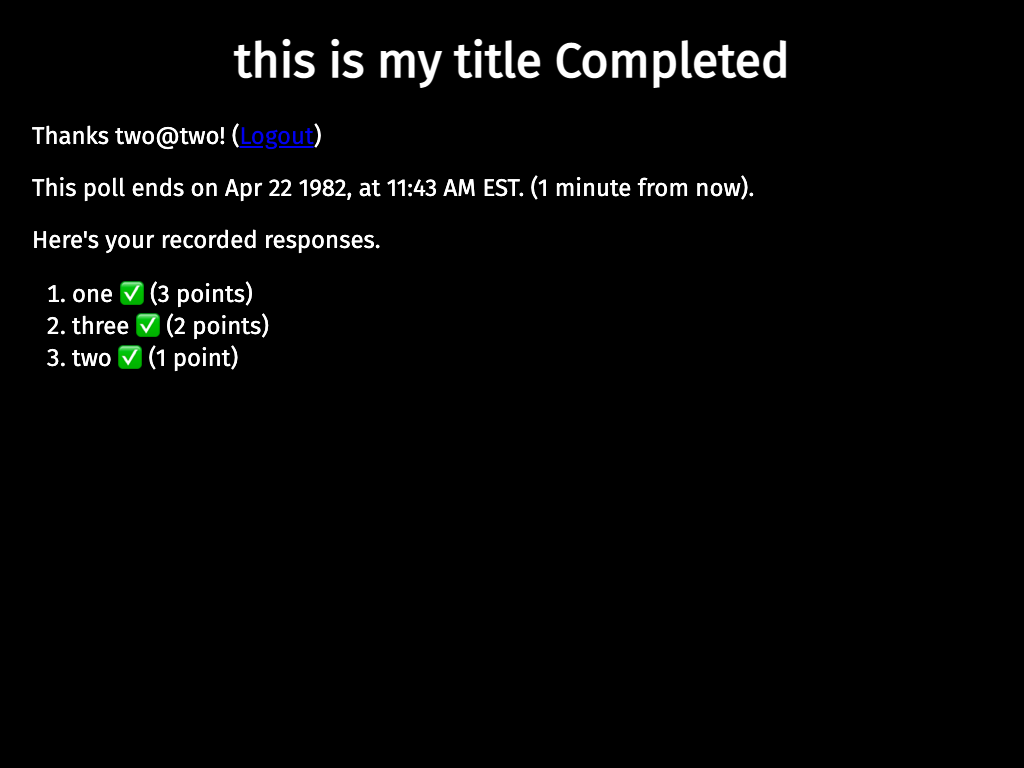 this is my title Completed
Thanks two@two! (Logout)
This poll ends on Apr 22 1982, at 11:43 AM EST. (1 minute from now).
Here's your recorded responses.
1. one ✅ (3 points)
2. three ✅ (2 points)
3. two ✅ (1 point)